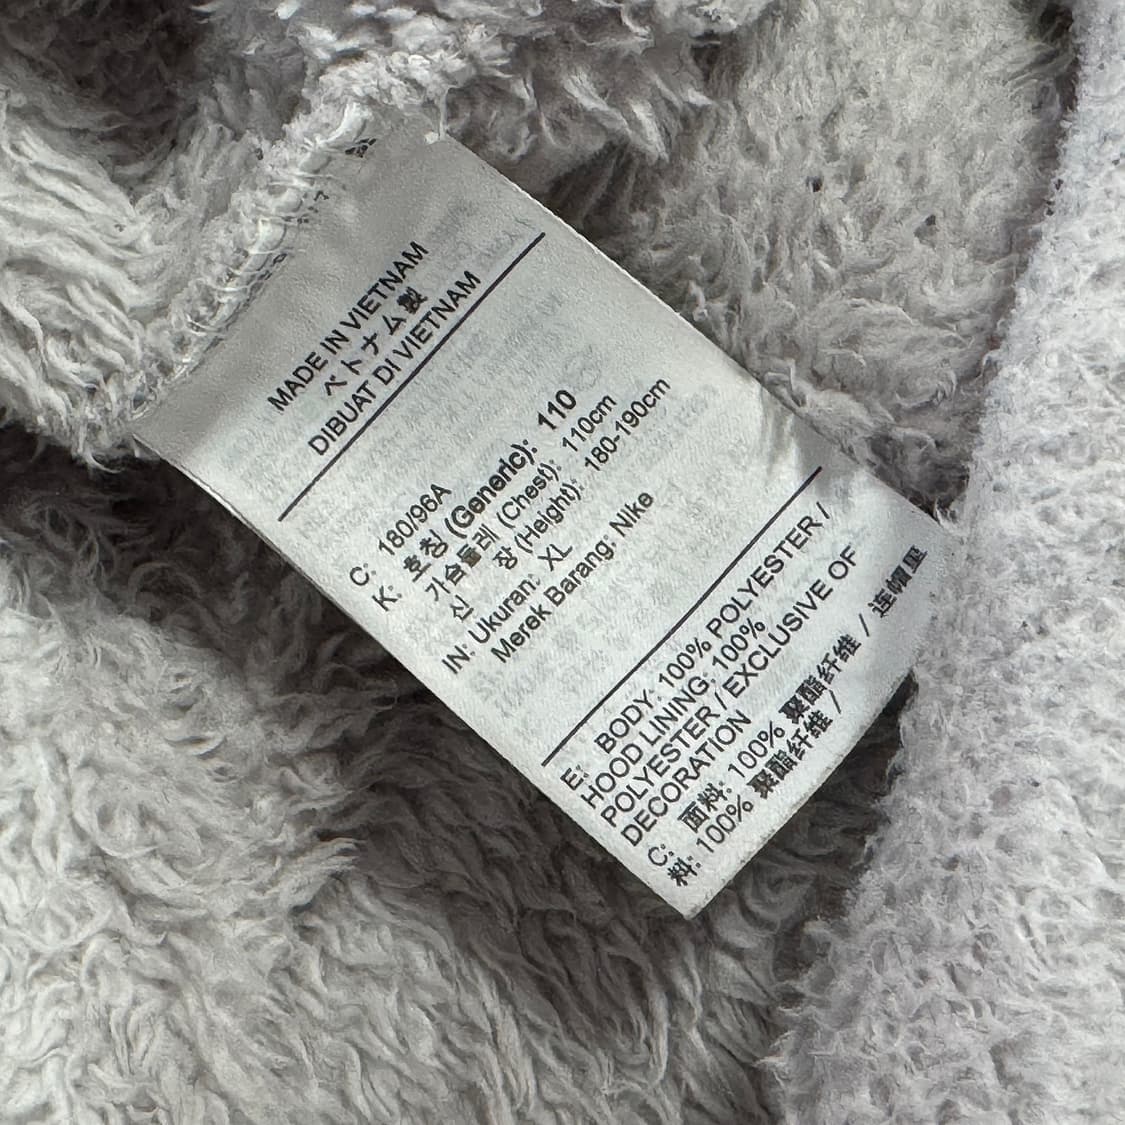 MADE IN VIETNAM
ベトナム製
DIBUAT DI VIETNAM
C: 180/96A
K: 호칭 (Generic): 110
가슴둘레 (Chest): 110cm
신 장 (Height): 180-190cm
IN: Ukuran: XL
Merek Barang: Nike
E: BODY: 100% POLYESTER /
HOOD LINING: 100%
POLYESTER / EXCLUSIVE OF
DECORATION
C: 面料: 100% 聚酯纤维 / 连帽里
料: 100% 聚酯纤维 /